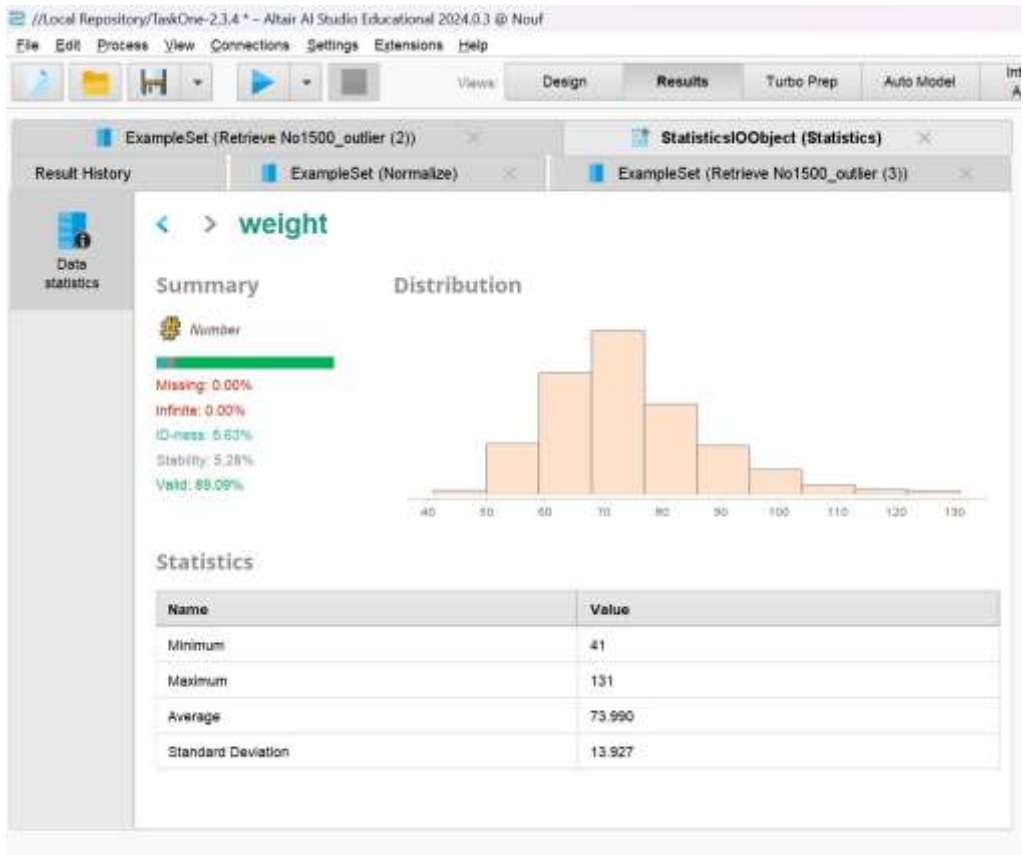 //Local Repository/TaskOne-2.3.4 * – Altair AI Studio Educational 2024.0.3 @ Nouf
File Edit Process View Connections Settings Extensions Help
Views: Design Results Turbo Prep Auto Model Int
A
ExampleSet (Retrieve No1500_outlier (2)) StatisticsIOObject (Statistics)
Result History ExampleSet (Normalize) ExampleSet (Retrieve No1500_outlier (3))
Data
statistics
weight
Summary Distribution
Number
Missing: 0.00%
Infinite: 0.00%
ID-ness: 5.63%
Stability: 5.28%
Valid: 89.09%
40 50 60 70 80 90 100 110 120 130
Statistics
Name Value
Minimum 41
Maximum 131
Average 73.990
Standard Deviation 13.927